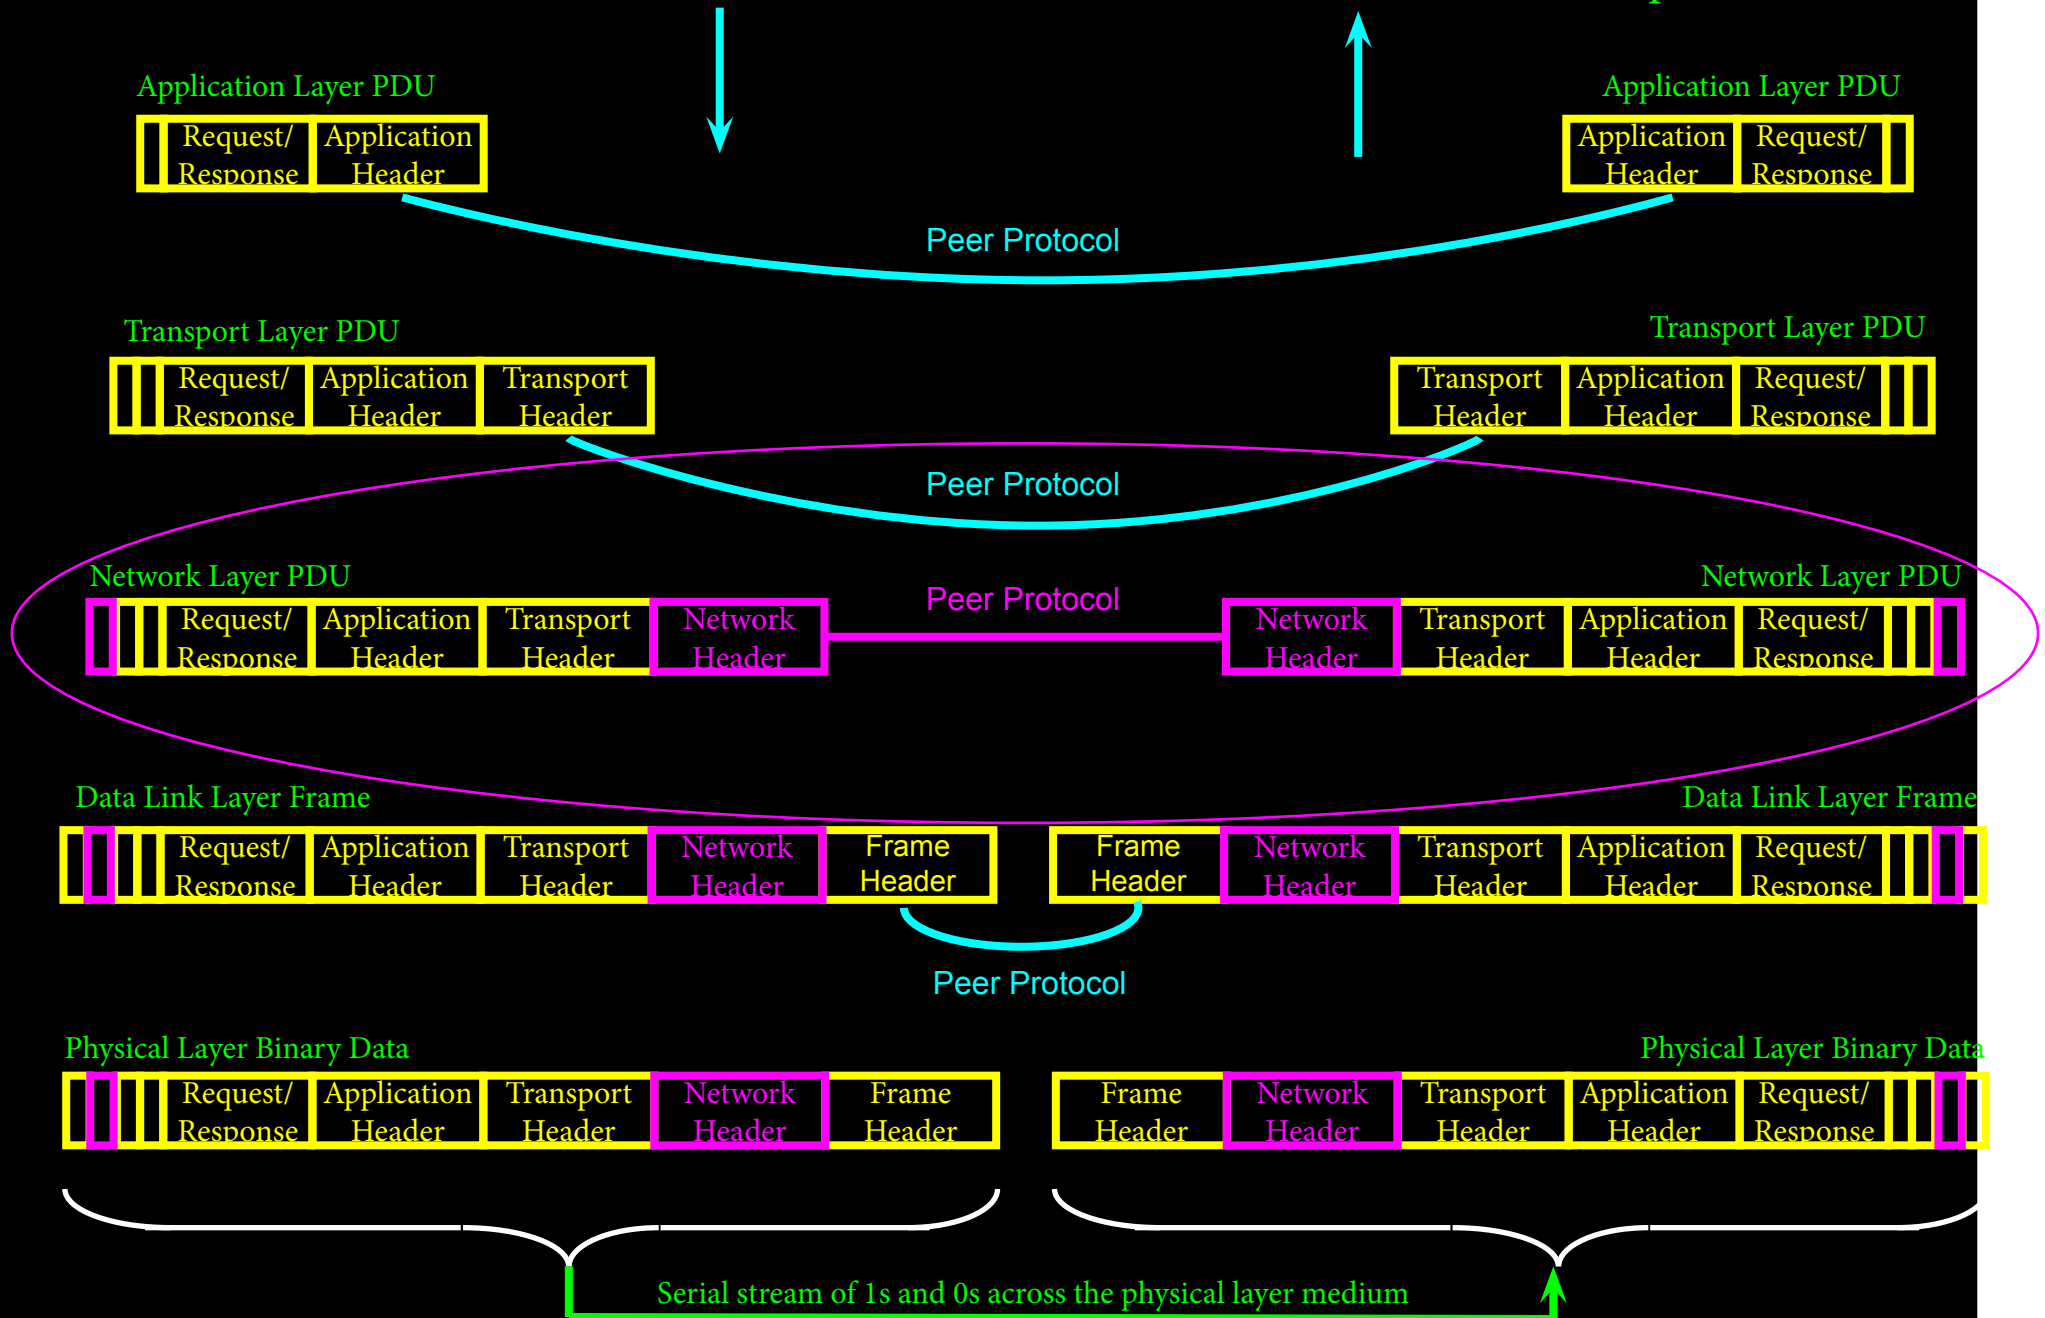 Application Layer PDU
Application Layer PDU
Request/ Application
Response Header
Application Request/
Header Response
Peer Protocol
Transport Layer PDU
Transport Layer PDU
Request/ Application Transport
Response Header Header
Transport Application Request/
Header Header Response
Peer Protocol
Network Layer PDU
Peer Protocol
Network Layer PDU
Request/ Application Transport Network
Response Header Header Header
Network Transport Application Request/
Header Header Header Response
Data Link Layer Frame
Data Link Layer Frame
Request/ Application Transport Network Frame
Response Header Header Header Header
Frame Network Transport Application Request/
Header Header Header Header Response
Peer Protocol
Physical Layer Binary Data
Physical Layer Binary Data
Request/ Application Transport Network Frame
Response Header Header Header Header
Frame Network Transport Application Request/
Header Header Header Header Response
Serial stream of 1s and 0s across the physical layer medium